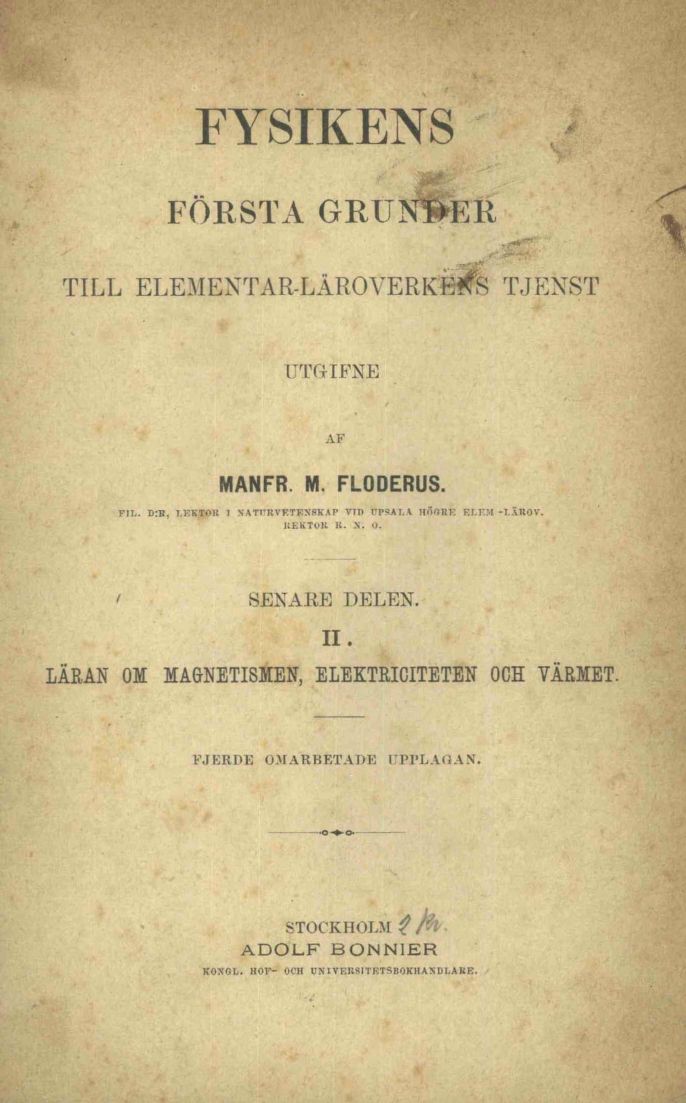 FYSIKENS
FÖRSTA GRUNDER
TILL ELEMENTAR-LÄROVERKENS TJENST
UTGIFNE
AF
MANFR. M. FLODERUS.
FIL. D:R, LEKTOR I NATURVETENSKAP VID UPSALA HÖGRE ELEM.-LÄROV.
REKTOR. R. N. O.
SENARE DELEN.
II.
LÄRAN OM MAGNETISMEN, ELEKTRICITETEN OCH VÄRMET.
FJERDE OMARBETADE UPPLAGAN.
STOCKHOLM 2 kr.
ADOLF BONNIER
KONGL. HOF- OCH UNIVERSITETSBOKHANDLARE.